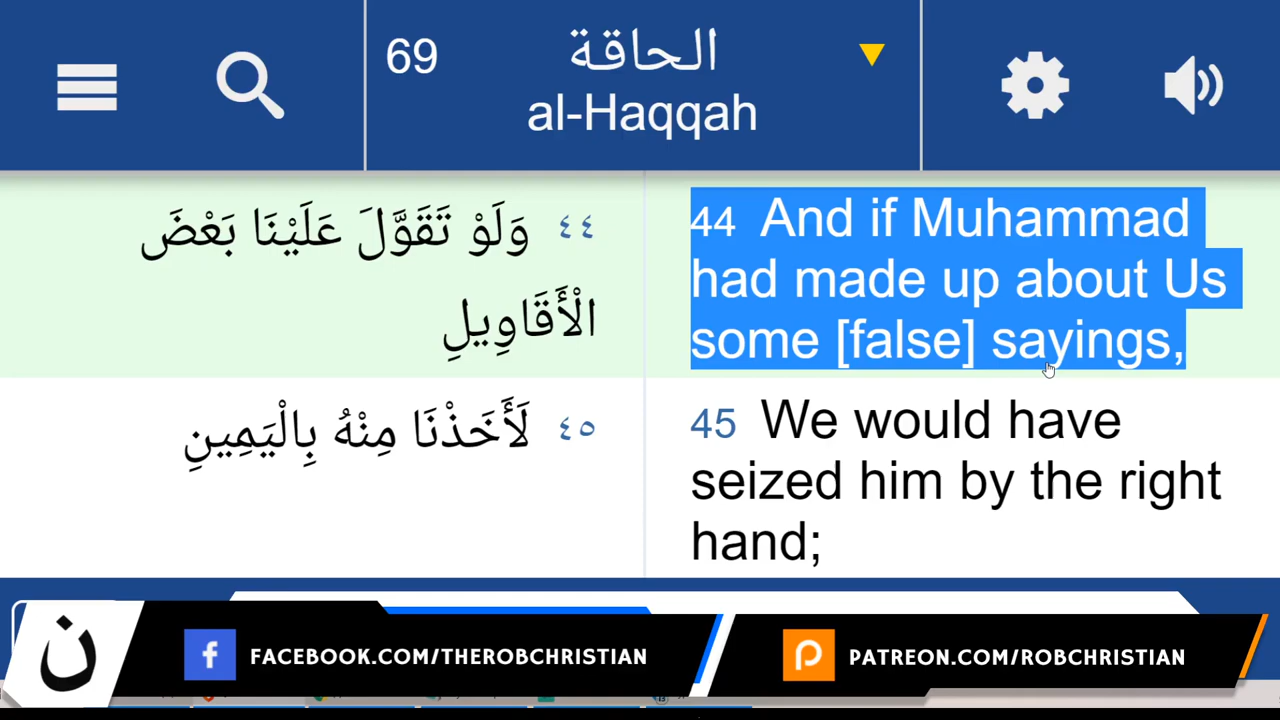 69
الحاقة
al-Haqqah
٤٤ وَلَوْ تَقَوَّلَ عَلَيْنَا بَعْضَ
الْأَقَاوِيلِ
44 And if Muhammad
had made up about Us
some [false] sayings,
٤٥ لَأَخَذْنَا مِنْهُ بِالْيَمِينِ
45 We would have
seized him by the right
hand;
ن
FACEBOOK.COM/THEROBCHRISTIAN
PATREON.COM/ROBCHRISTIAN